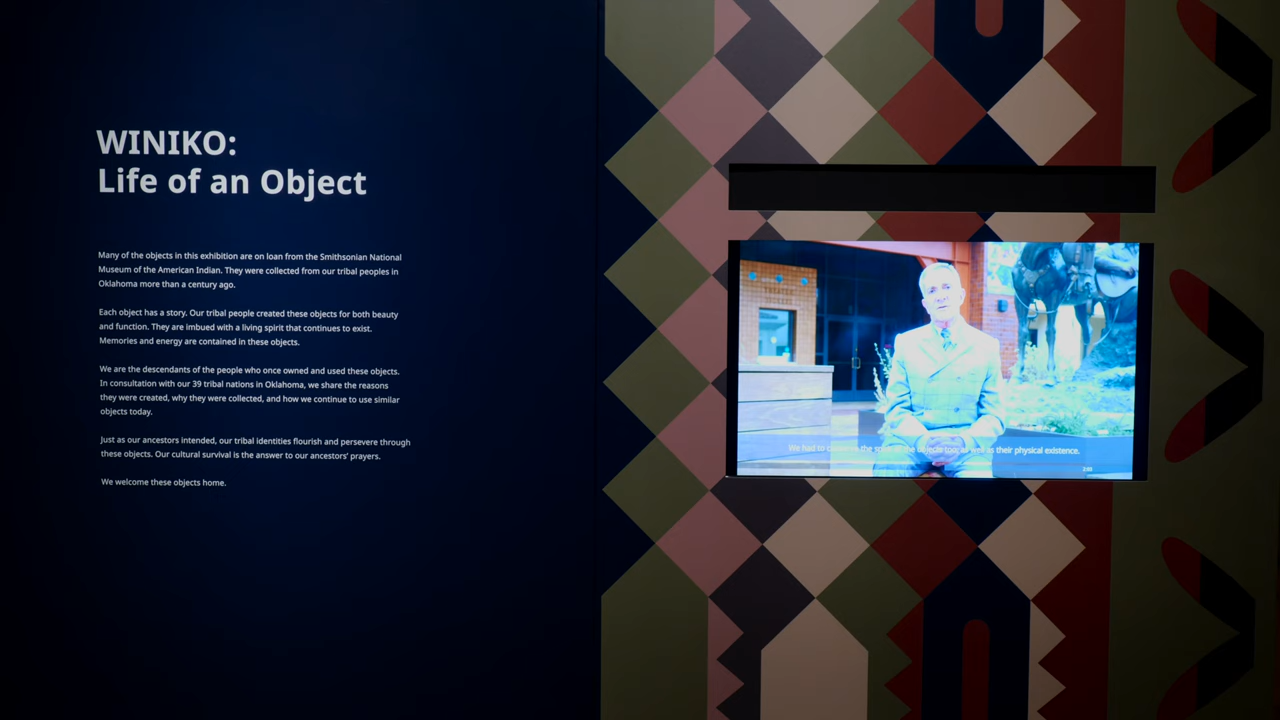 WINIKO:
Life of an Object
Many of the objects in this exhibition are on loan from the Smithsonian National
Museum of the American Indian. They were collected from our tribal peoples in
Oklahoma more than a century ago.
Each object has a story. Our tribal people created these objects for both beauty
and function. They are imbued with a living spirit that continues to exist.
Memories and energy are contained in these objects.
We are the descendants of the people who once owned and used these objects.
In consultation with our 39 tribal nations in Oklahoma, we share the reasons
they were created, why they were collected, and how we continue to use similar
objects today.
Just as our ancestors intended, our tribal identities flourish and persevere through
these objects. Our cultural survival is the answer to our ancestors' prayers.
We welcome these objects home.
We had to the of the objects too, as well as their physical existence.